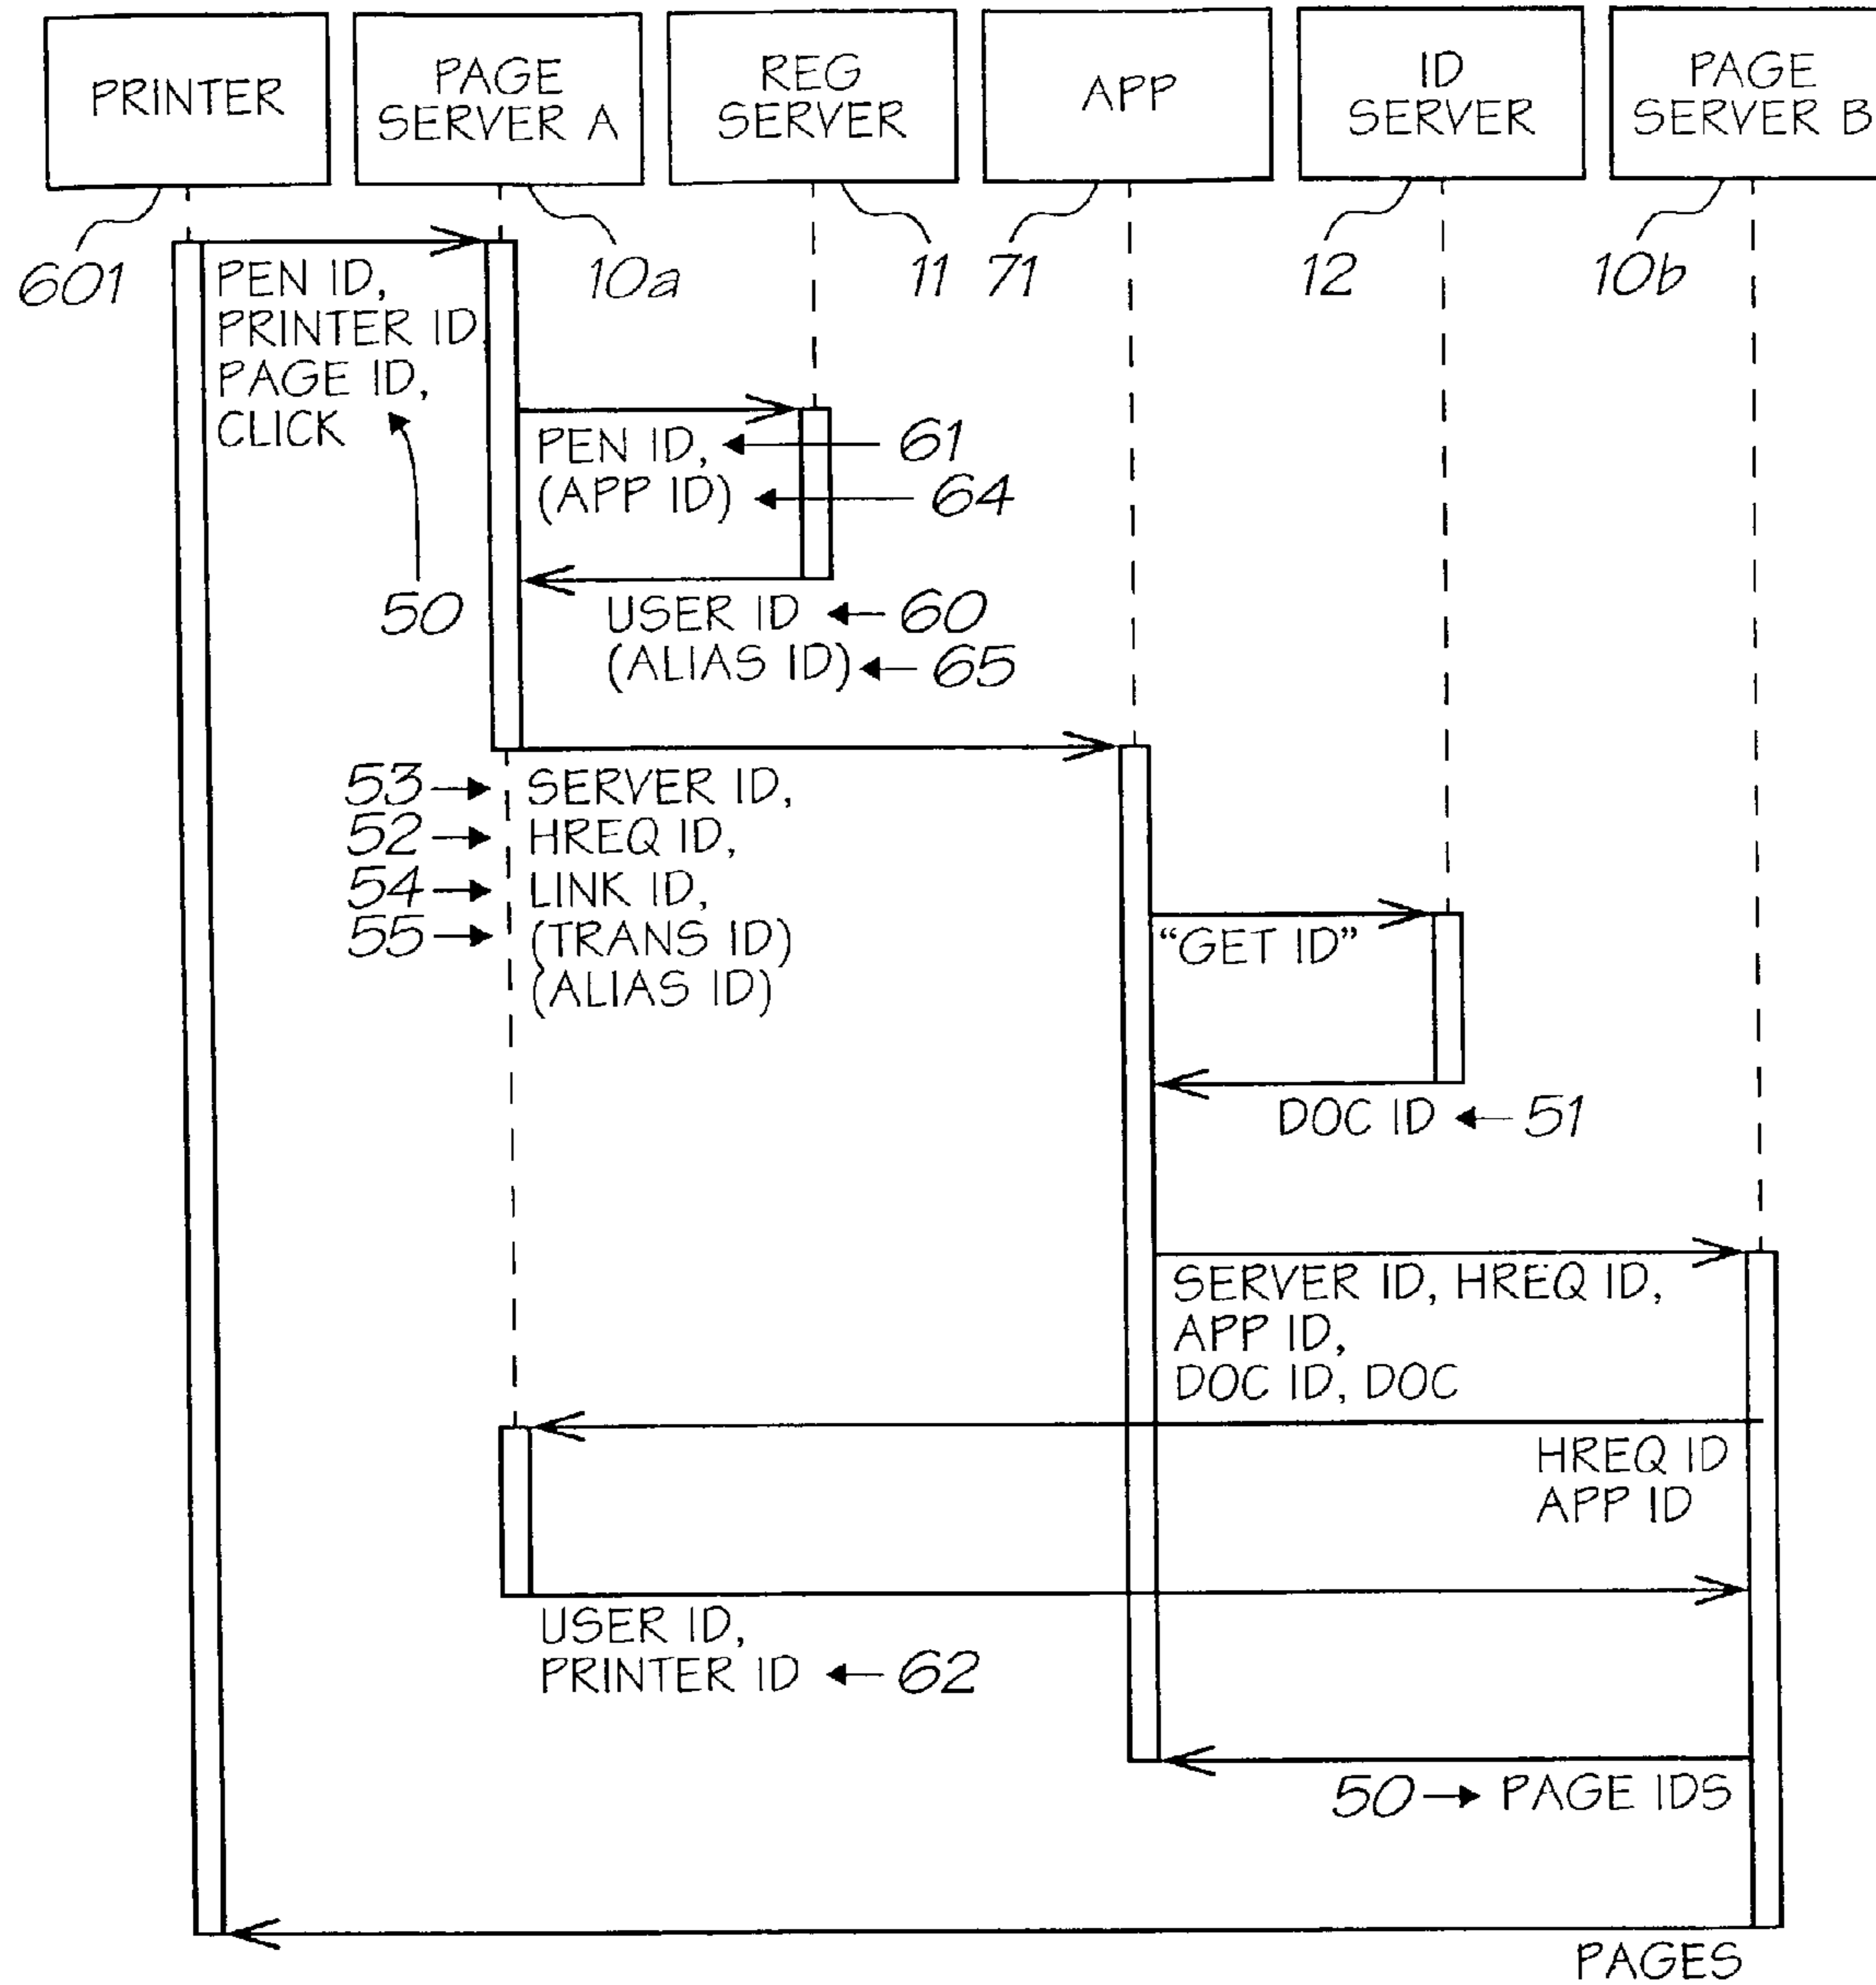 PRINTER
PAGE
SERVER A
REG
SERVER
APP
ID
SERVER
PAGE
SERVER B
601
10a
11
71
12
10b
PEN ID,
PRINTER ID
PAGE ID,
CLICK
50
PEN ID,
61
(APP ID)
64
USER ID
60
(ALIAS ID)
65
53
SERVER ID,
52
HREQ ID,
54
LINK ID,
55
(TRANS ID)
(ALIAS ID)
“GET ID”
DOC ID
51
SERVER ID, HREQ ID,
APP ID,
DOC ID, DOC
HREQ ID
APP ID
USER ID,
PRINTER ID
62
50
PAGE IDS
PAGES